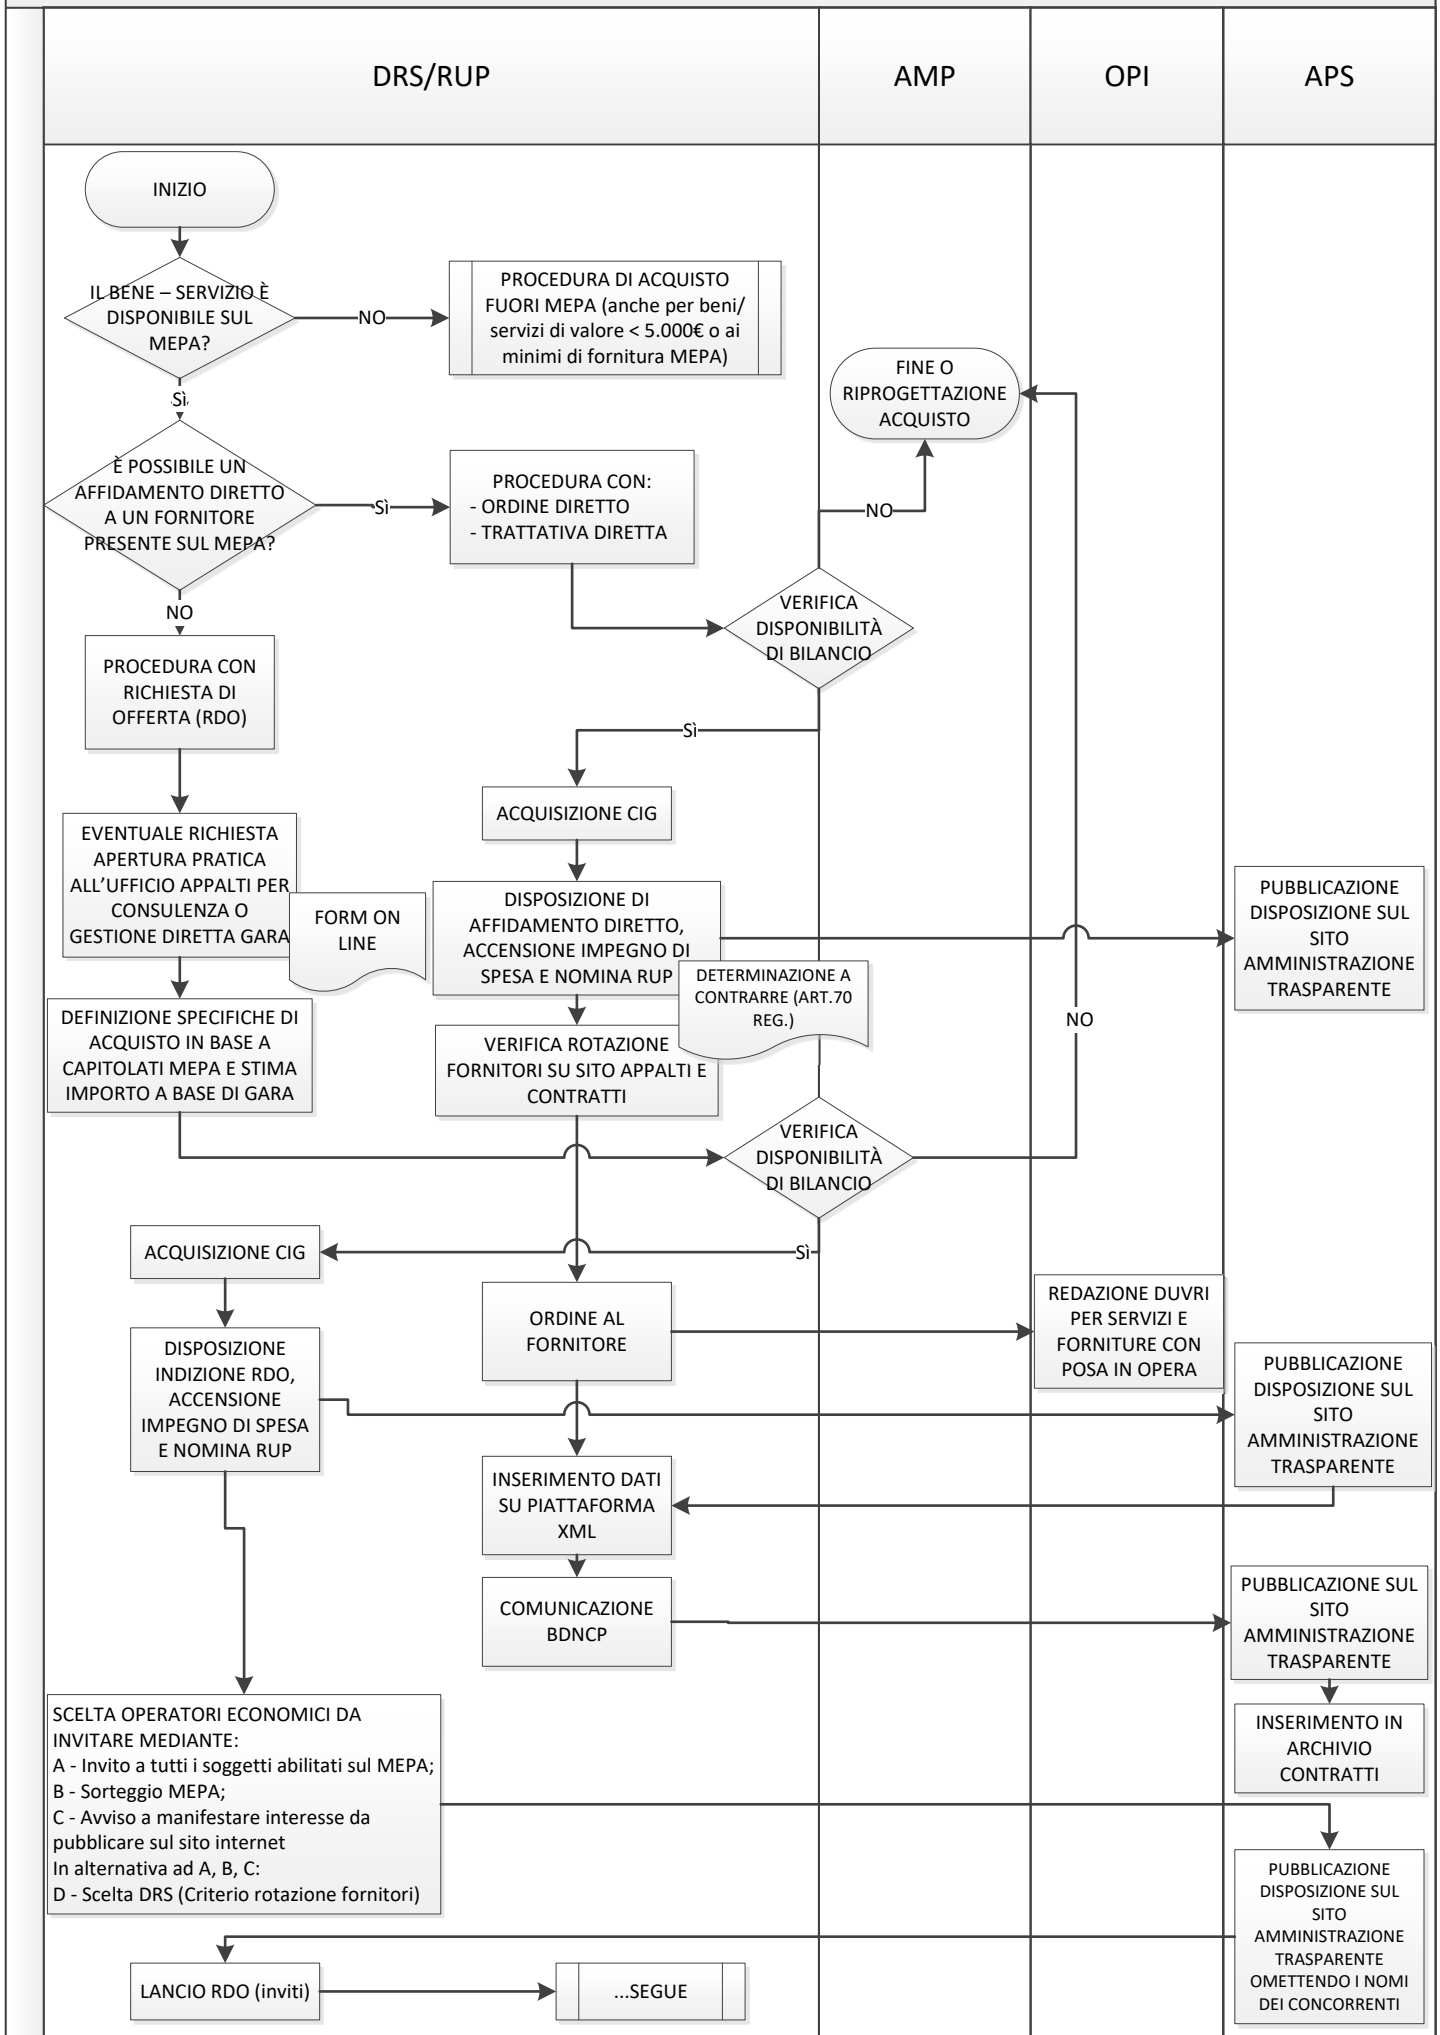 DRS/RUP
AMP
OPI
APS
INIZIO
IL BENE – SERVIZIO È
DISPONIBILE SUL
MEPA?
NO
PROCEDURA DI ACQUISTO
FUORI MEPA (anche per beni/
servizi di valore < 5.000€ o ai
minimi di fornitura MEPA)
FINE O
RIPROGETTAZIONE
ACQUISTO
Sì
È POSSIBILE UN
AFFIDAMENTO DIRETTO
A UN FORNITORE
PRESENTE SUL MEPA?
Sì
PROCEDURA CON:
- ORDINE DIRETTO
- TRATTATIVA DIRETTA
NO
VERIFICA
DISPONIBILITÀ
DI BILANCIO
NO
PROCEDURA CON
RICHIESTA DI
OFFERTA (RDO)
Sì
ACQUISIZIONE CIG
EVENTUALE RICHIESTA
APERTURA PRATICA
ALL’UFFICIO APPALTI PER
CONSULENZA O
GESTIONE DIRETTA GARA
FORM ON
LINE
DISPOSIZIONE DI
AFFIDAMENTO DIRETTO,
ACCENSIONE IMPEGNO DI
SPESA E NOMINA RUP
DETERMINAZIONE A
CONTRARRE (ART.70
REG.)
PUBBLICAZIONE
DISPOSIZIONE SUL
SITO
AMMINISTRAZIONE
TRASPARENTE
NO
DEFINIZIONE SPECIFICHE DI
ACQUISTO IN BASE A
CAPITOLATI MEPA E STIMA
IMPORTO A BASE DI GARA
VERIFICA ROTAZIONE
FORNITORI SU SITO APPALTI E
CONTRATTI
VERIFICA
DISPONIBILITÀ
DI BILANCIO
Sì
ACQUISIZIONE CIG
DISPOSIZIONE
INDIZIONE RDO,
ACCENSIONE
IMPEGNO DI SPESA
E NOMINA RUP
ORDINE AL
FORNITORE
REDAZIONE DUVRI
PER SERVIZI E
FORNITURE CON
POSA IN OPERA
PUBBLICAZIONE
DISPOSIZIONE SUL
SITO
AMMINISTRAZIONE
TRASPARENTE
INSERIMENTO DATI
SU PIATTAFORMA
XML
COMUNICAZIONE
BDNCP
PUBBLICAZIONE SUL
SITO
AMMINISTRAZIONE
TRASPARENTE
INSERIMENTO IN
ARCHIVIO
CONTRATTI
SCELTA OPERATORI ECONOMICI DA
INVITARE MEDIANTE:
A - Invito a tutti i soggetti abilitati sul MEPA;
B - Sorteggio MEPA;
C - Avviso a manifestare interesse da
pubblicare sul sito internet
In alternativa ad A, B, C:
D - Scelta DRS (Criterio rotazione fornitori)
PUBBLICAZIONE
DISPOSIZIONE SUL
SITO
AMMINISTRAZIONE
TRASPARENTE
OMETTENDO I NOMI
DEI CONCORRENTI
LANCIO RDO (inviti)
...SEGUE